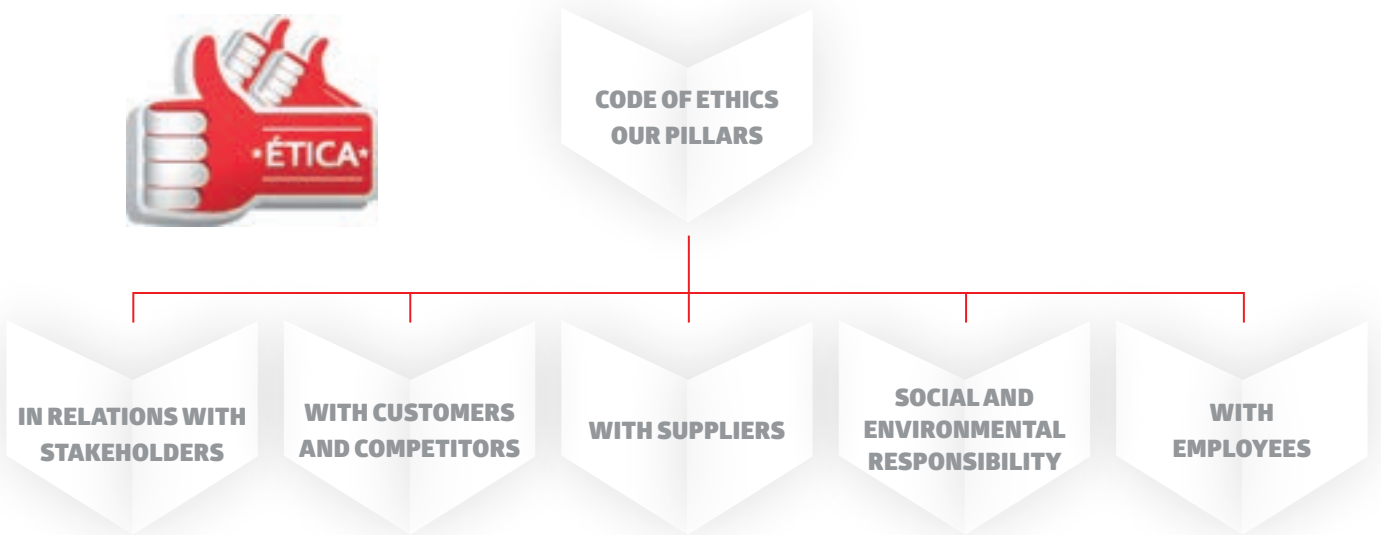 •ÉTICA•
CODE OF ETHICS
OUR PILLARS
IN RELATIONS WITH
STAKEHOLDERS
WITH CUSTOMERS
AND COMPETITORS
WITH SUPPLIERS
SOCIAL AND
ENVIRONMENTAL
RESPONSIBILITY
WITH
EMPLOYEES